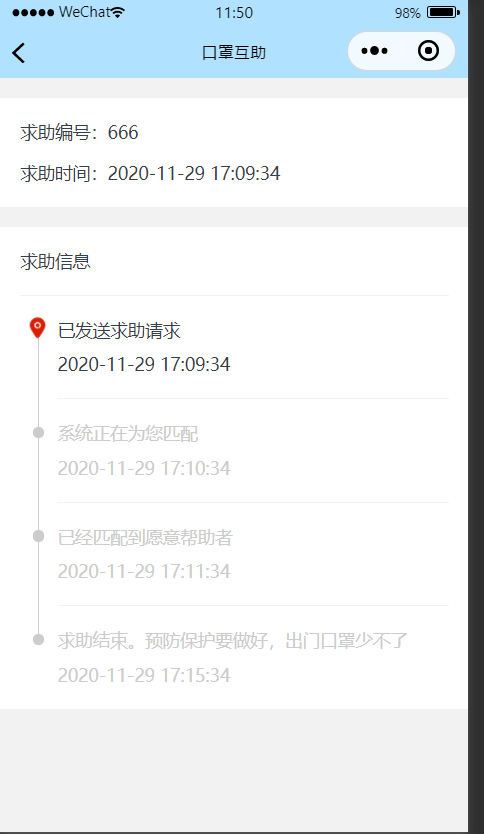 WeChat
11:50
98%
口罩互助
求助编号：666
求助时间：2020-11-29 17:09:34
求助信息
已发送求助请求
2020-11-29 17:09:34
系统正在为您匹配
2020-11-29 17:10:34
已经匹配到愿意帮助者
2020-11-29 17:11:34
求助结束。预防保护要做好，出门口罩少不了
2020-11-29 17:15:34